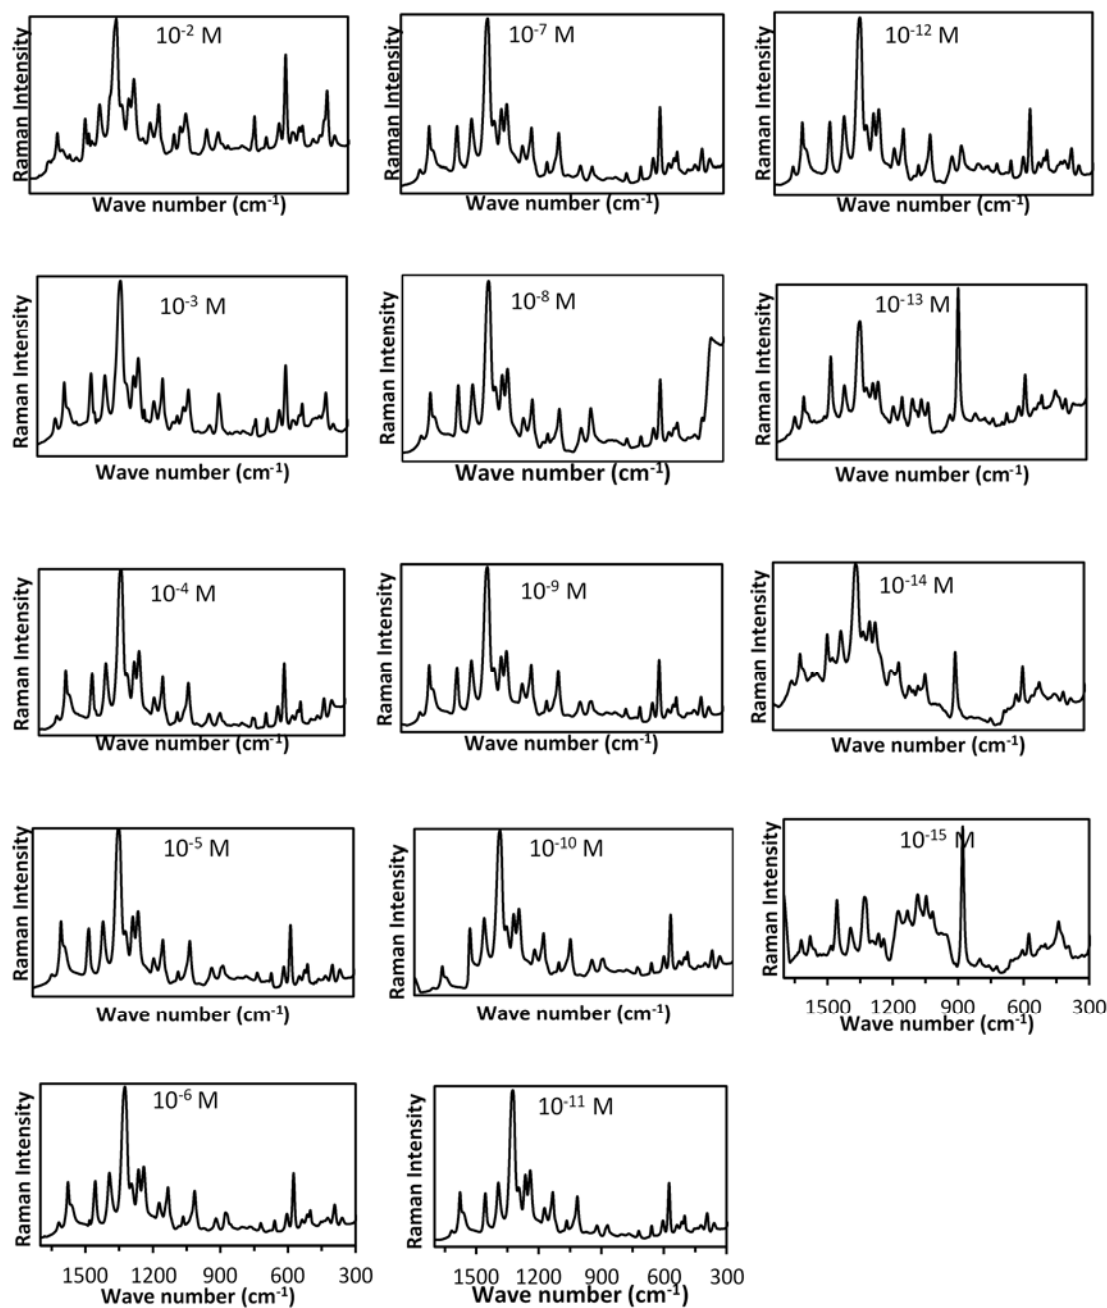 Raman Intensity
10⁻² M
Wave number (cm⁻¹)
Raman Intensity
10⁻⁷ M
Wave number (cm⁻¹)
Raman Intensity
10⁻¹² M
Wave number (cm⁻¹)
Raman Intensity
10⁻³ M
Wave number (cm⁻¹)
Raman Intensity
10⁻⁸ M
Wave number (cm⁻¹)
Raman Intensity
10⁻¹³ M
Wave number (cm⁻¹)
Raman Intensity
10⁻⁴ M
Wave number (cm⁻¹)
Raman Intensity
10⁻⁹ M
Wave number (cm⁻¹)
Raman Intensity
10⁻¹⁴ M
Wave number (cm⁻¹)
Raman Intensity
10⁻⁵ M
Wave number (cm⁻¹)
Raman Intensity
10⁻¹⁰ M
Wave number (cm⁻¹)
Raman Intensity
10⁻¹⁵ M
1500 1200 900 600 300
Wave number (cm⁻¹)
Raman Intensity
10⁻⁶ M
1500 1200 900 600 300
Wave number (cm⁻¹)
Raman Intensity
10⁻¹¹ M
1500 1200 900 600 300
Wave number (cm⁻¹)